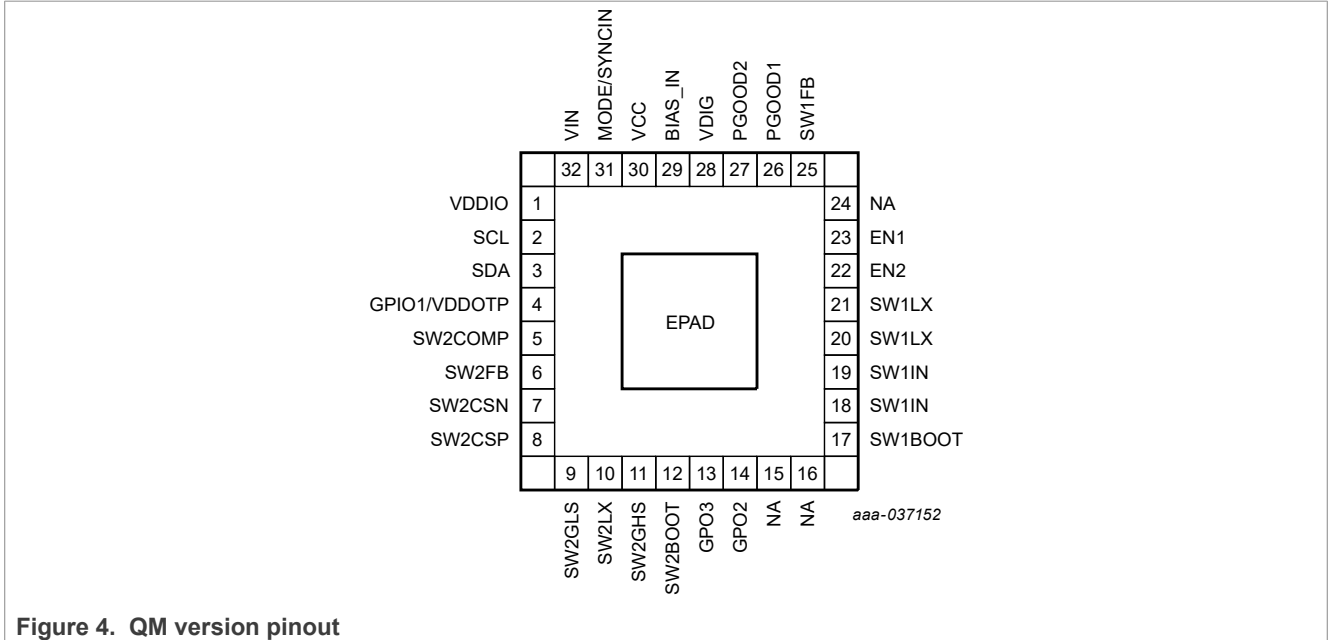 VIN
MODE/SYNCIN
VCC
BIAS_IN
VDIG
PGOOD2
PGOOD1
SW1FB
32 31 30 29 28 27 26 25
VDDIO 1
SCL 2
SDA 3
GPIO1/VDDOTP 4
SW2COMP 5
SW2FB 6
SW2CSN 7
SW2CSP 8
EPAD
24 NA
23 EN1
22 EN2
21 SW1LX
20 SW1LX
19 SW1IN
18 SW1IN
17 SW1BOOT
9 10 11 12 13 14 15 16
SW2GLS
SW2LX
SW2GHS
SW2BOOT
GPO3
GPO2
NA
NA
aaa-037152
Figure 4. QM version pinout